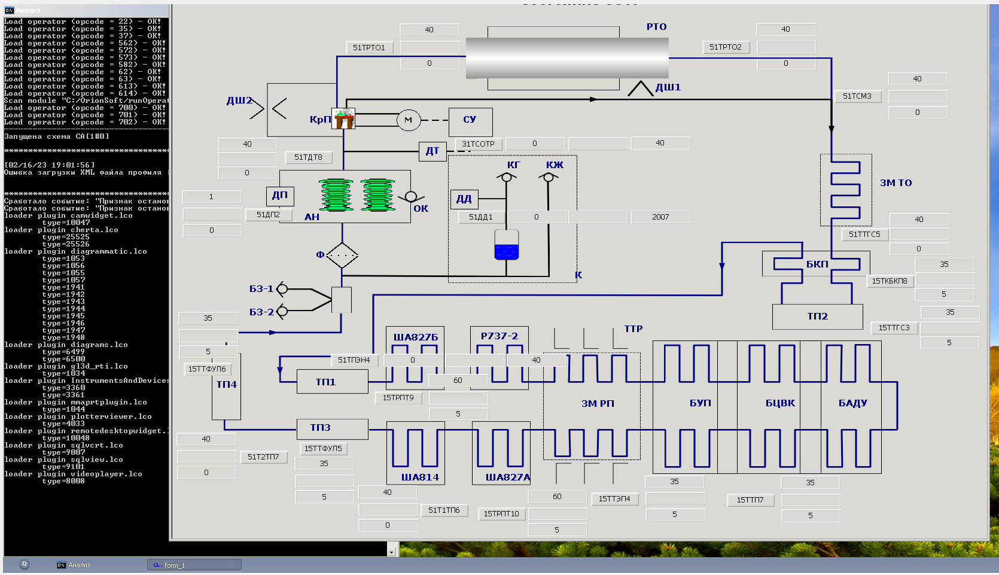 Анализ
Load operator (opcode = 22) - OK!
Load operator (opcode = 35) - OK!
Load operator (opcode = 37) - OK!
Load operator (opcode = 562) - OK!
Load operator (opcode = 572) - OK!
Load operator (opcode = 573) - OK!
Load operator (opcode = 582) - OK!
Load operator (opcode = 62) - OK!
Load operator (opcode = 63) - OK!
Load operator (opcode = 613) - OK!
Load operator (opcode = 614) - OK!
Scan module "C:/OrionSoft/runOperat
Load operator (opcode = 700) - OK!
Load operator (opcode = 701) - OK!
Load operator (opcode = 702) - OK!
Запущена схема CA[1#0]
[02/16/23 19:01:56]
Ошибка загрузки XML файла профиля
Сработало событие: "Признак останов
Сработало событие: "Признак останов
loader plugin camwidget.lco
type=10047
loader plugin cherta.lco
type=25525
type=25526
loader plugin diagrammatic.lco
type=1053
type=1056
type=1055
type=1057
type=1941
type=1942
type=1943
type=1944
type=1945
type=1946
type=1947
type=1948
loader plugin diagrams.lco
type=6499
type=6500
loader plugin gl3d_rti.lco
type=1034
loader plugin InstrumentsAndDevices
type=3360
type=3361
loader plugin mmaprtplugin.lco
type=1044
loader plugin plotterviewer.lco
type=4033
loader plugin remotedesktopwidget.l
type=10048
loader plugin sqlvcrt.lco
type=9007
loader plugin sqlview.lco
type=9101
loader plugin videoplayer.lco
type=8008
40
51ТРТО1
0
РТО
40
51ТРТО2
0
ДШ1
40
51ТСМ3
0
ДШ2
КрП
М
СУ
40
51ТДТ8
0
ДТ
31ТСОТР
0
40
КГ
КЖ
ЗМ ТО
1
ДП
51ДП2
0
АН
ОК
ДД
51ДД1
0
2007
40
51ТТГС5
0
Ф
К
БКП
35
15ТКБКП8
5
БЗ-1
БЗ-2
ТП2
35
15ТТГС3
5
35
5
15ТТФУЛ6
ТП4
ША827Б
Р737-2
ТТР
51ТПЭН4
0
40
ТП1
60
15ТРПТ9
5
ЗМ РП
БУП
БЦВК
БАДУ
ТП3
40
51Т2ТП7
0
15ТТФУЛ5
35
5
ША814
ША827А
40
51Т1ТП6
0
15ТРПТ10
60
5
15ТТЭП4
35
5
15ТТП7
35
5
Анализ
form_1